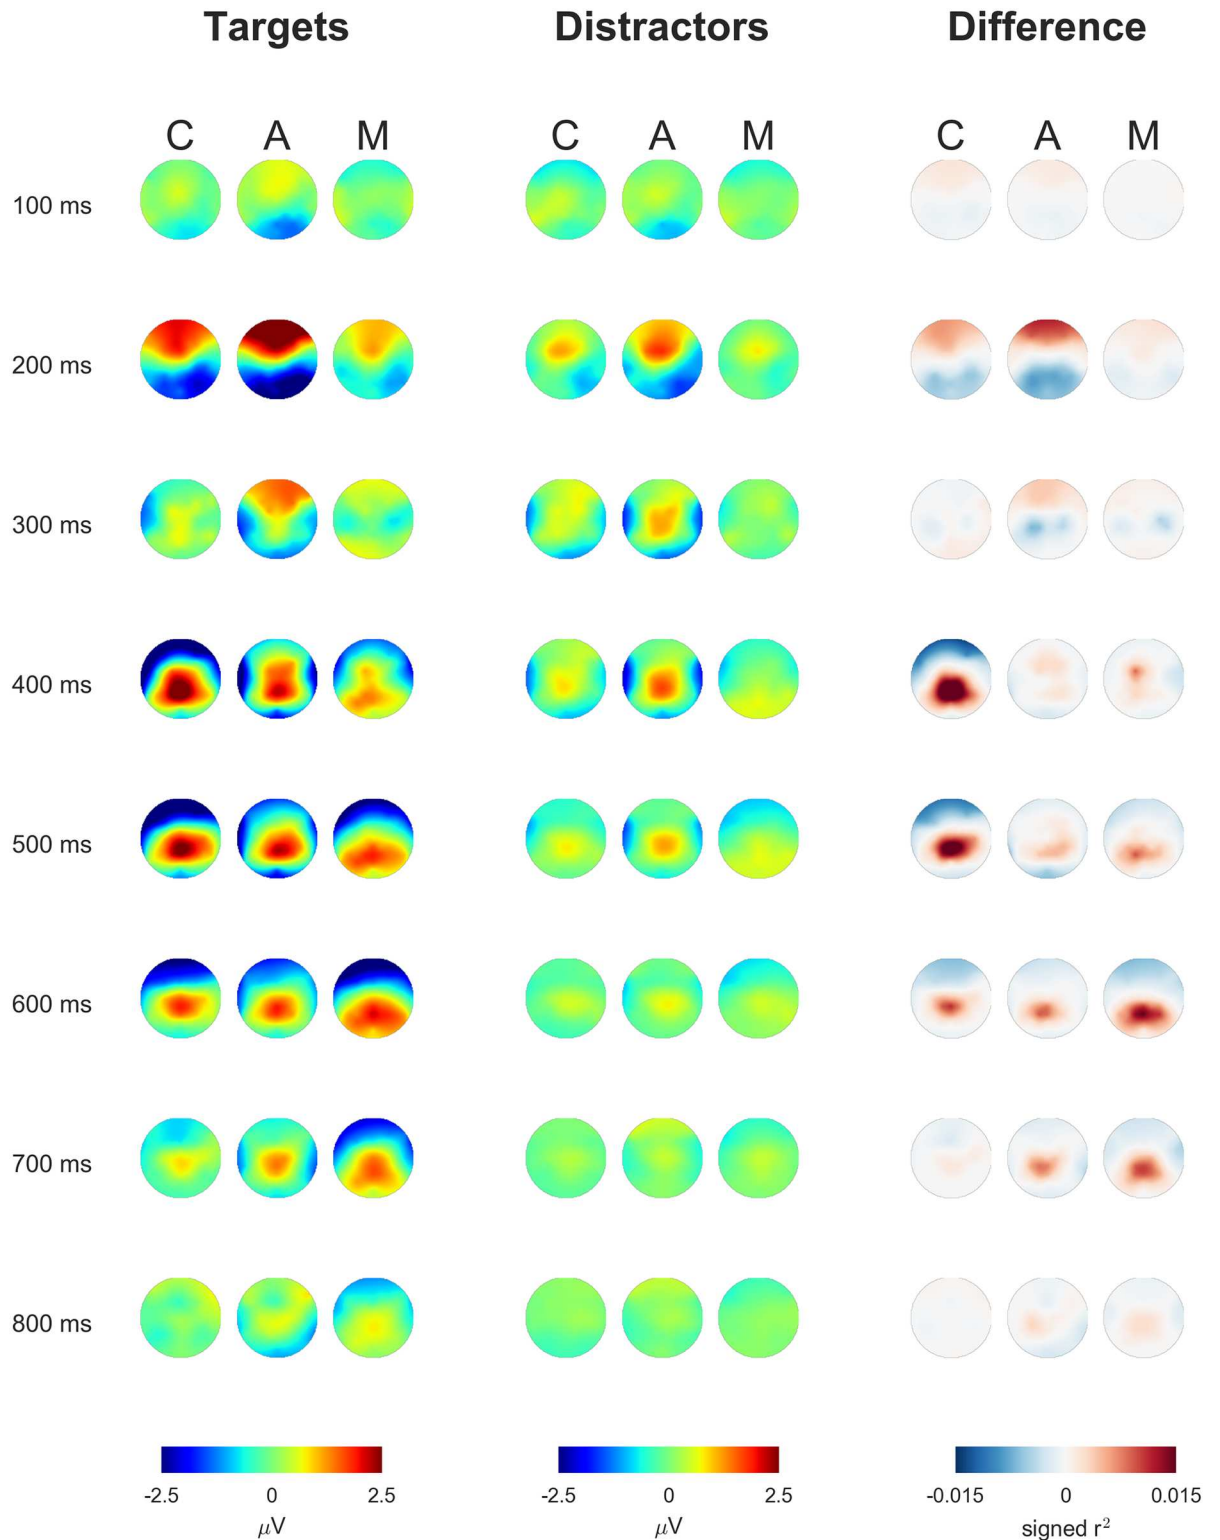 Targets Distractors Difference
C A M C A M C A M
100 ms
200 ms
300 ms
400 ms
500 ms
600 ms
700 ms
800 ms
-2.5 0 2.5 -2.5 0 2.5 -0.015 0 0.015
μV μV signed r²